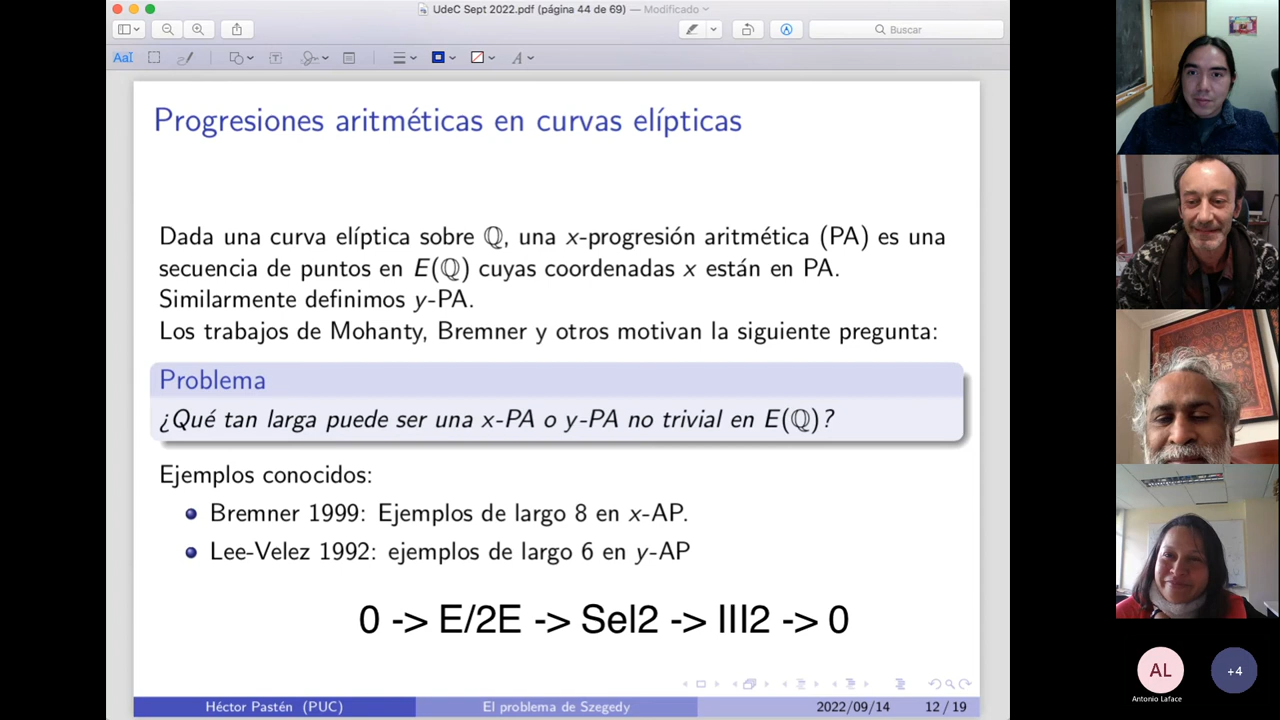 UdeC Sept 2022.pdf (página 44 de 69) — Modificado
Buscar
AaI
T
A
Progresiones aritméticas en curvas elípticas
Dada una curva elíptica sobre ℚ, una x-progresión aritmética (PA) es una
secuencia de puntos en E(ℚ) cuyas coordenadas x están en PA.
Similarmente definimos y-PA.
Los trabajos de Mohanty, Bremner y otros motivan la siguiente pregunta:
Problema
¿Qué tan larga puede ser una x-PA o y-PA no trivial en E(ℚ)?
Ejemplos conocidos:
Bremner 1999: Ejemplos de largo 8 en x-AP.
Lee-Velez 1992: ejemplos de largo 6 en y-AP
0 -> E/2E -> Sel2 -> III2 -> 0
Héctor Pastén (PUC) El problema de Szegedy 2022/09/14 12 / 19
AL
Antonio Laface
+4